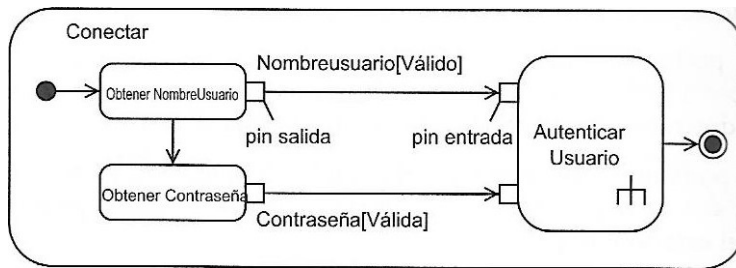 Conectar
Nombreusuario[Válido]
Obtener NombreUsuario
pin salida
pin entrada
Autenticar
Usuario
Obtener Contraseña
Contraseña[Válida]